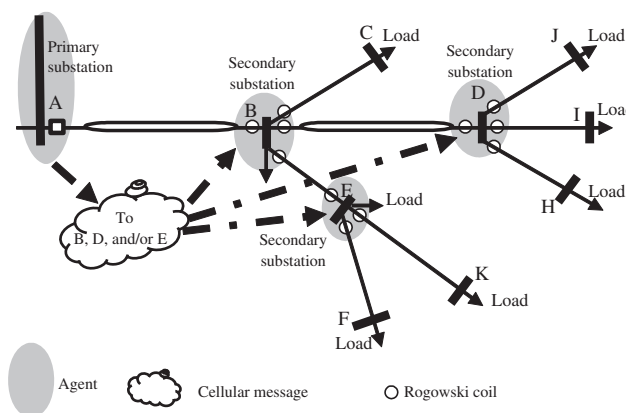 Primary
substation
A
Secondary
substation
B
C
Load
Secondary
substation
D
J
Load
I
Load
H
Load
To
B, D, and/or E
E
Load
Secondary
substation
K
Load
F
Load
Agent
Cellular message
Rogowski coil